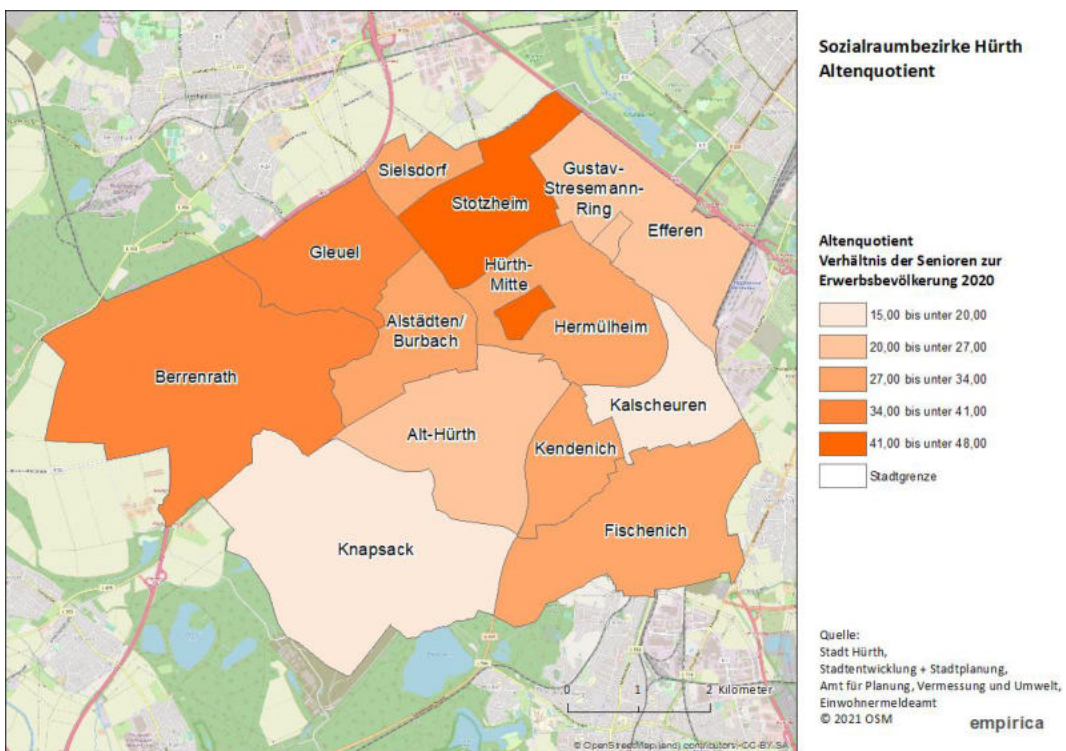 Sozialraumbezirke Hürth
Altenquotient
Sielsdorf
Gustav-
Stresemann-
Ring
Stotzheim
Efferen
Gleuel
Hürth-
Mitte
Alstädten/
Burbach
Hermülheim
Berrenrath
Kalscheuren
Alt-Hürth
Kendenich
Fischenich
Knapsack
0 1 2 Kilometer
© OpenStreetMap (and) contributors, CC-BY-SA
Altenquotient
Verhältnis der Senioren zur
Erwerbsbevölkerung 2020
15,00 bis unter 20,00
20,00 bis unter 27,00
27,00 bis unter 34,00
34,00 bis unter 41,00
41,00 bis unter 48,00
Stadtgrenze
Quelle:
Stadt Hürth,
Stadtentwicklung + Stadtplanung,
Amt für Planung, Vermessung und Umwelt,
Einwohnermeldeamt
© 2021 OSM
empirica